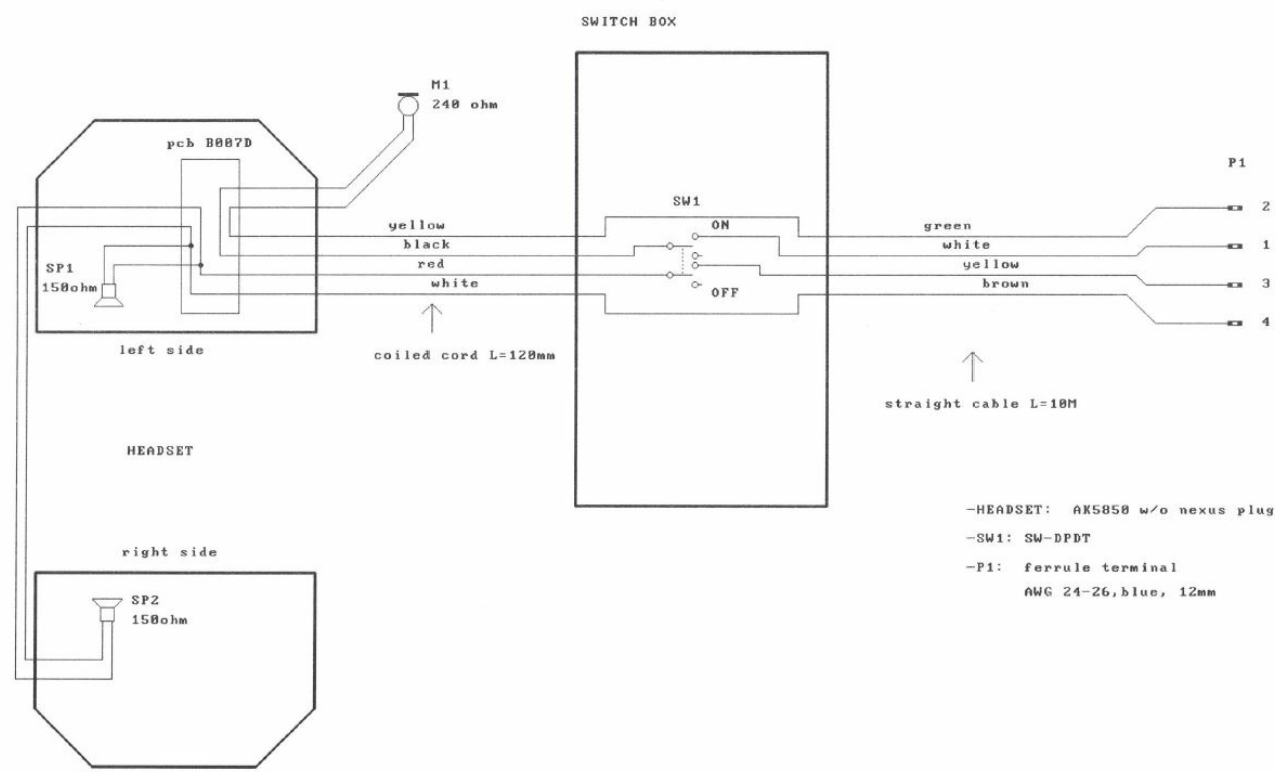 SWITCH BOX
M1
240 ohm
pcb B007D
P1
SW1
ON
OFF
yellow
black
red
white
green
white
yellow
brown
2
1
3
4
SP1
150ohm
left side
coiled cord L=120mm
straight cable L=10M
HEADSET
-HEADSET: AK5850 w/o nexus plug
-SW1: SW-DPDT
-P1: ferrule terminal
AWG 24-26,blue, 12mm
right side
SP2
150ohm